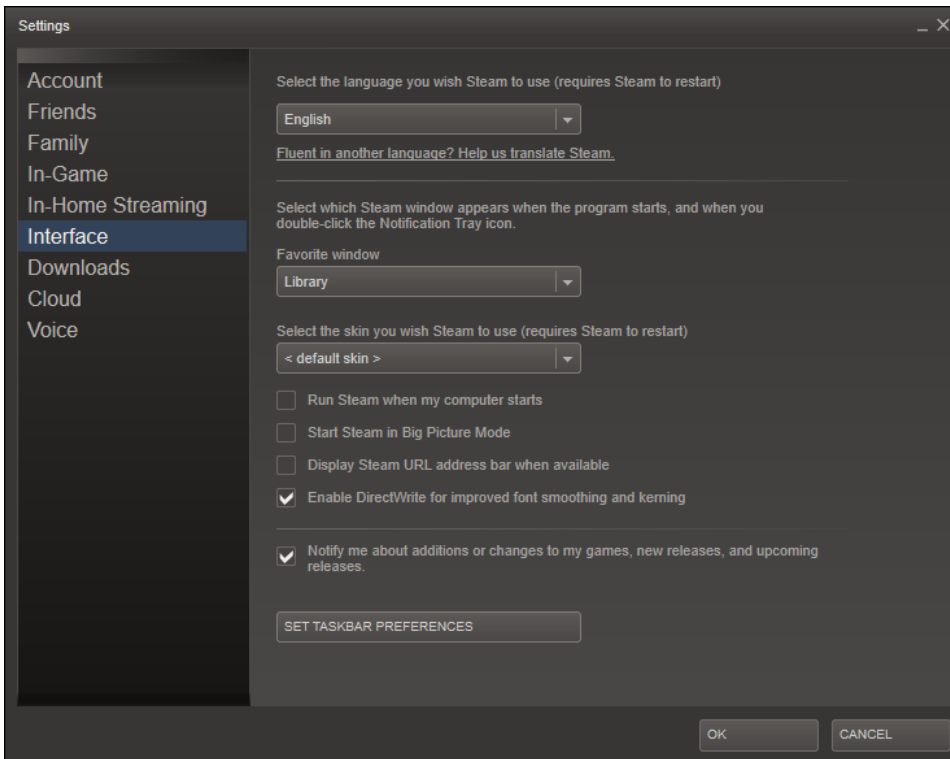 Settings
Account
Friends
Family
In-Game
In-Home Streaming
Interface
Downloads
Cloud
Voice
Select the language you wish Steam to use (requires Steam to restart)
English
Fluent in another language? Help us translate Steam.
Select which Steam window appears when the program starts, and when you
double-click the Notification Tray icon.
Favorite window
Library
Select the skin you wish Steam to use (requires Steam to restart)
< default skin >
Run Steam when my computer starts
Start Steam in Big Picture Mode
Display Steam URL address bar when available
Enable DirectWrite for improved font smoothing and kerning
Notify me about additions or changes to my games, new releases, and upcoming
releases.
SET TASKBAR PREFERENCES
OK
CANCEL